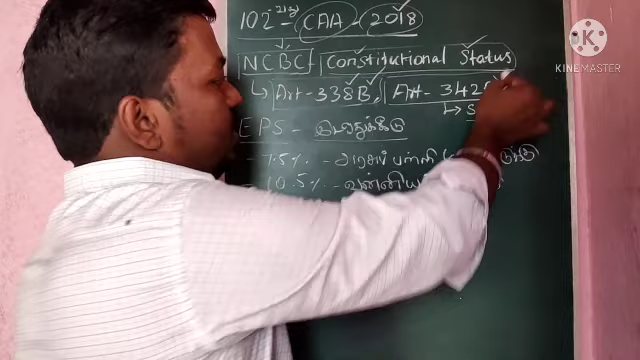 102 வது - CAA - 2018
NCBC Constitutional Status
Art - 338B, Art - 342
EPS - இடஒதுக்கீடு
- 7.5% - அரசுப் பள்ளி
- 10.5% - வன்னிய
KINEMASTER